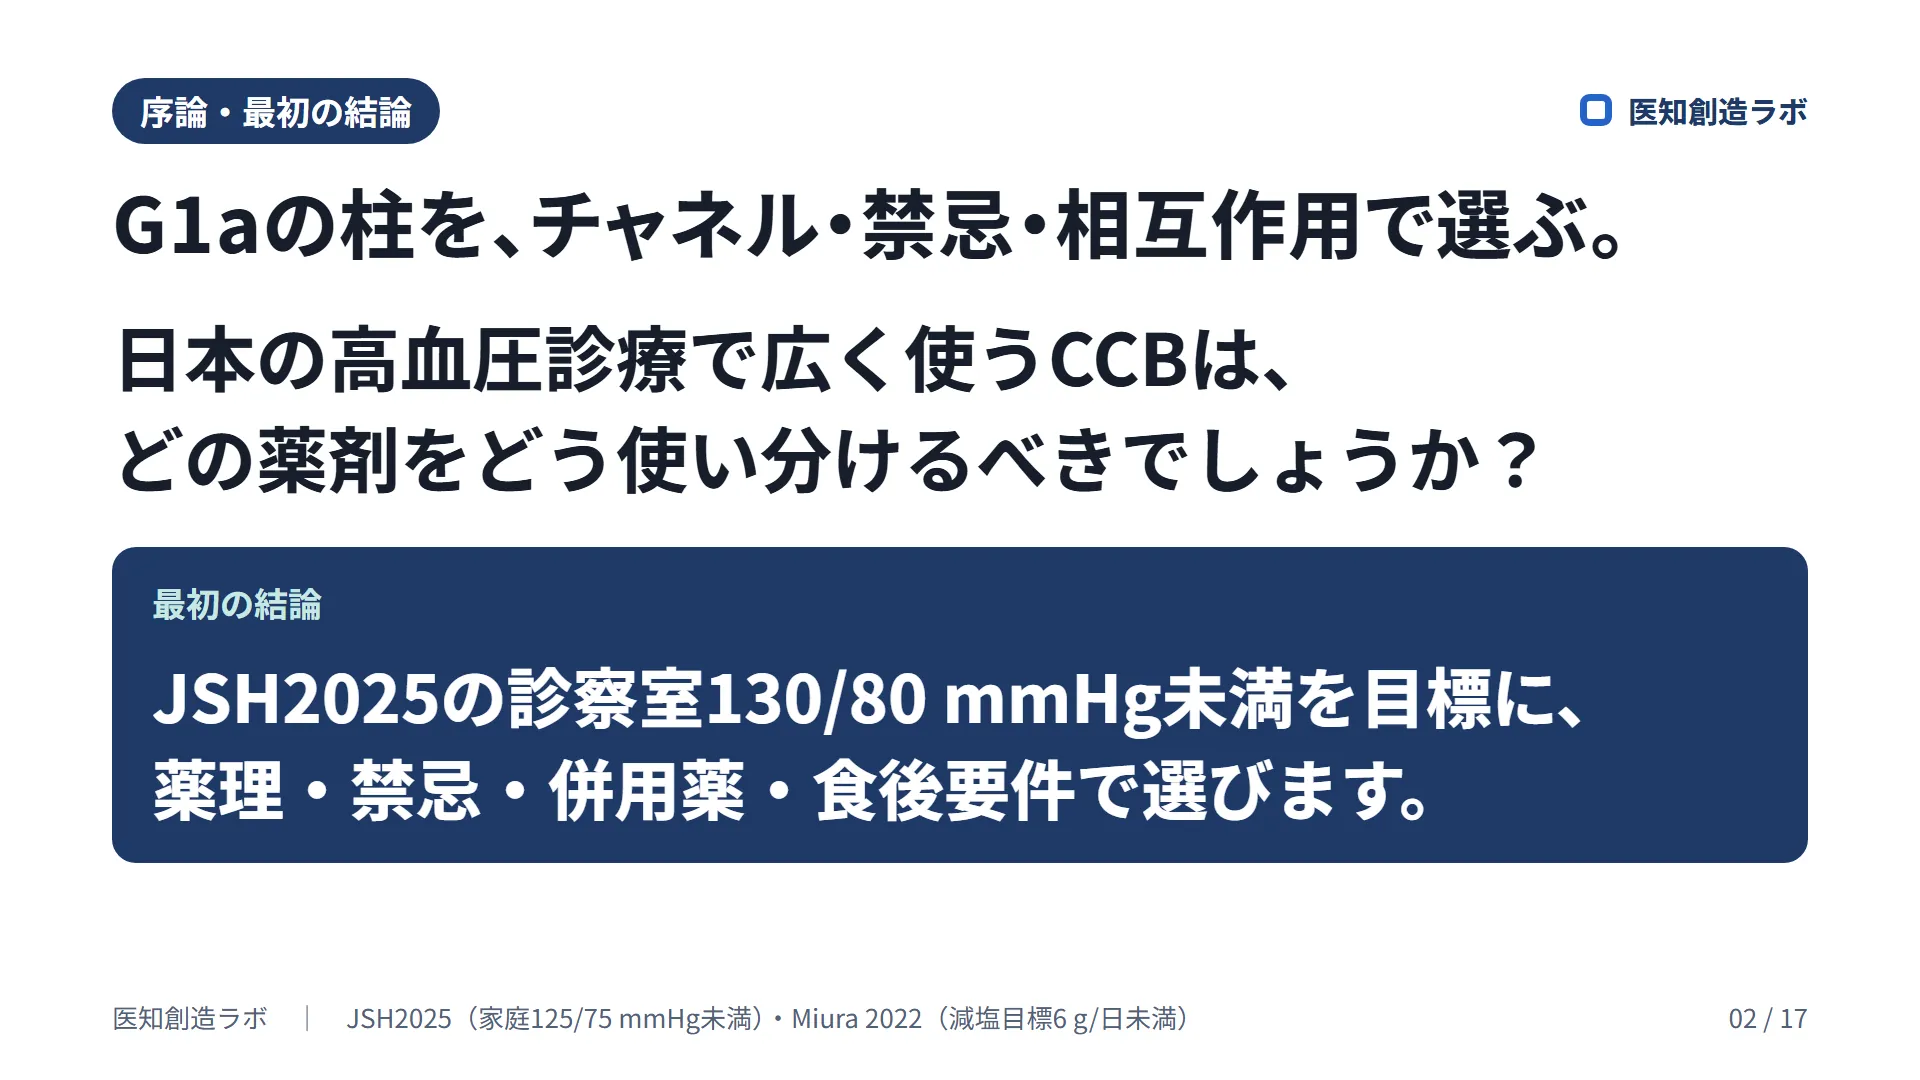 序論・最初の結論
医知創造ラボ
G1aの柱を、チャネル・禁忌・相互作用で選ぶ。
日本の高血圧診療で広く使うCCBは、
どの薬剤をどう使い分けるべきでしょうか？
最初の結論
JSH2025の診察室130/80 mmHg未満を目標に、
薬理・禁忌・併用薬・食後要件で選びます。
医知創造ラボ ｜ JSH2025（家庭125/75 mmHg未満）・Miura 2022（減塩目標6 g/日未満）
02 / 17